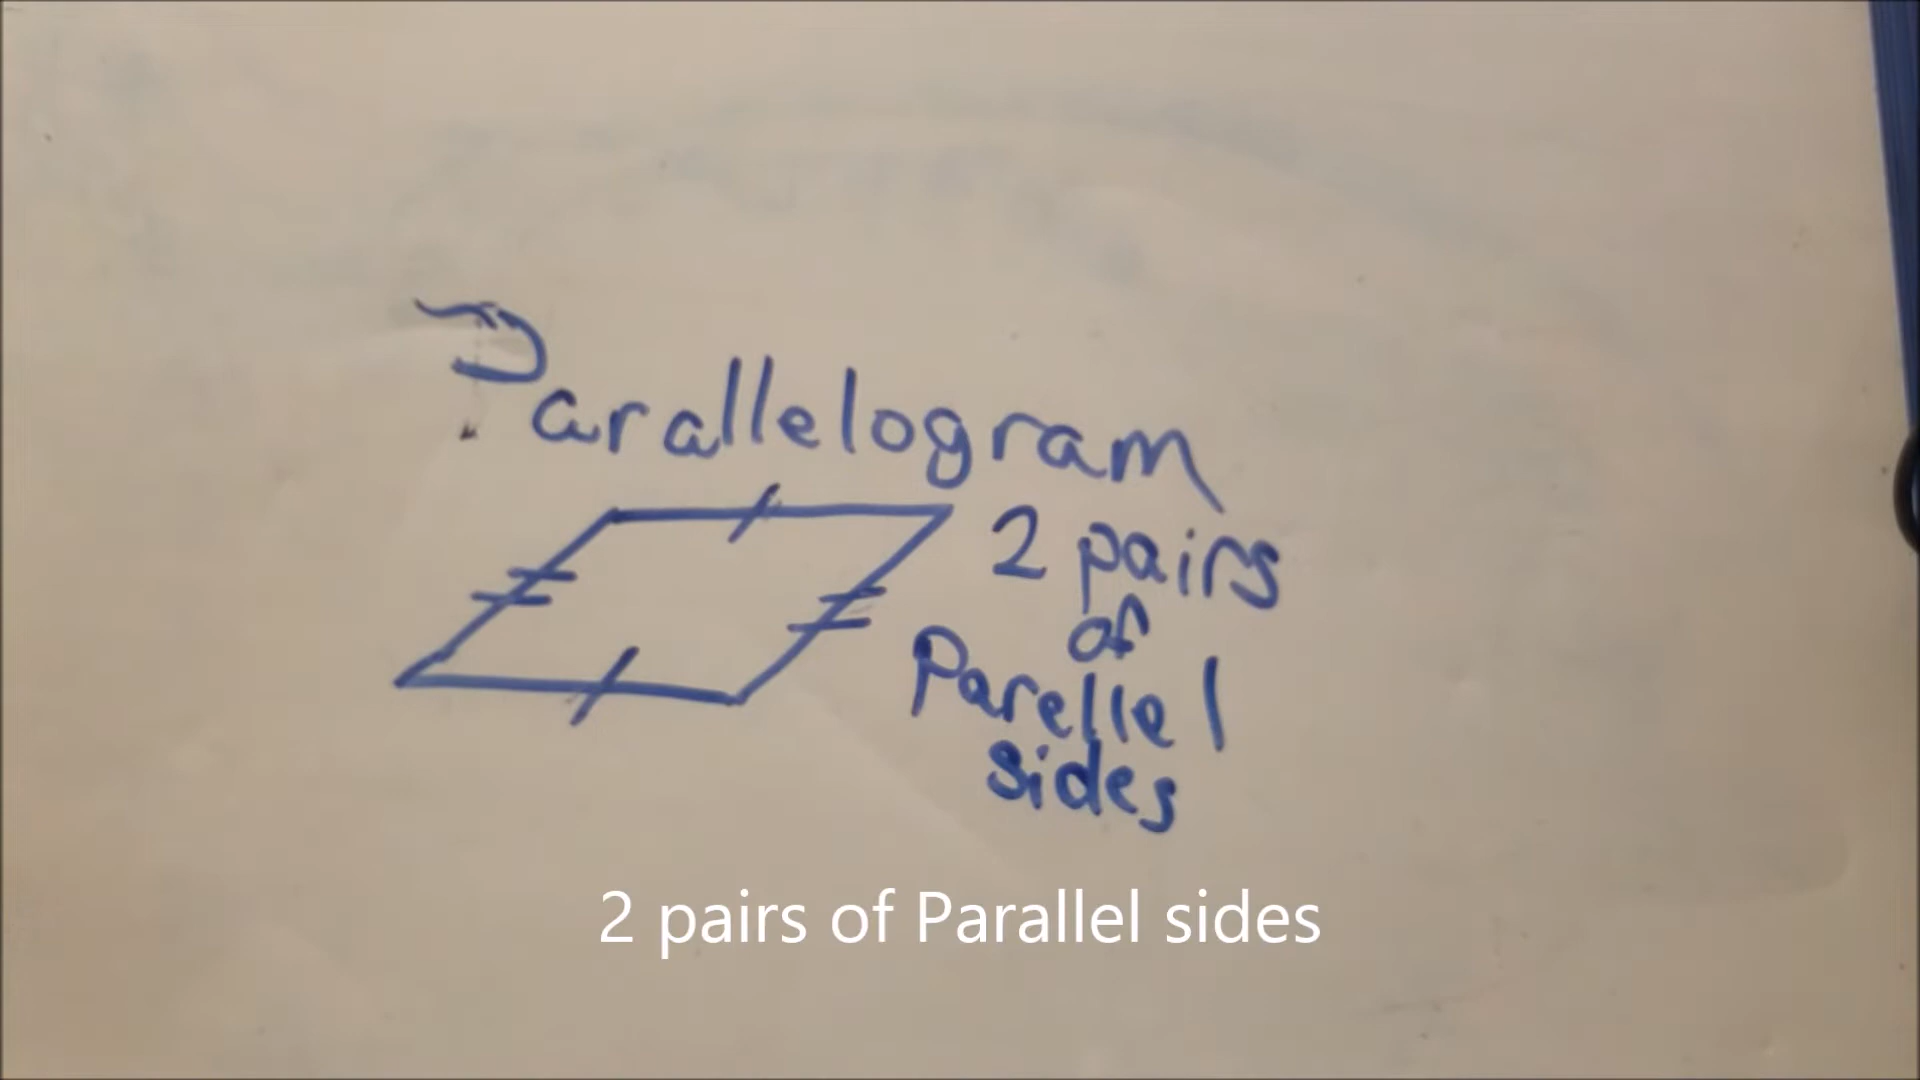 Parallelogram
2 pairs
of
Parellel
sides
2 pairs of Parallel sides